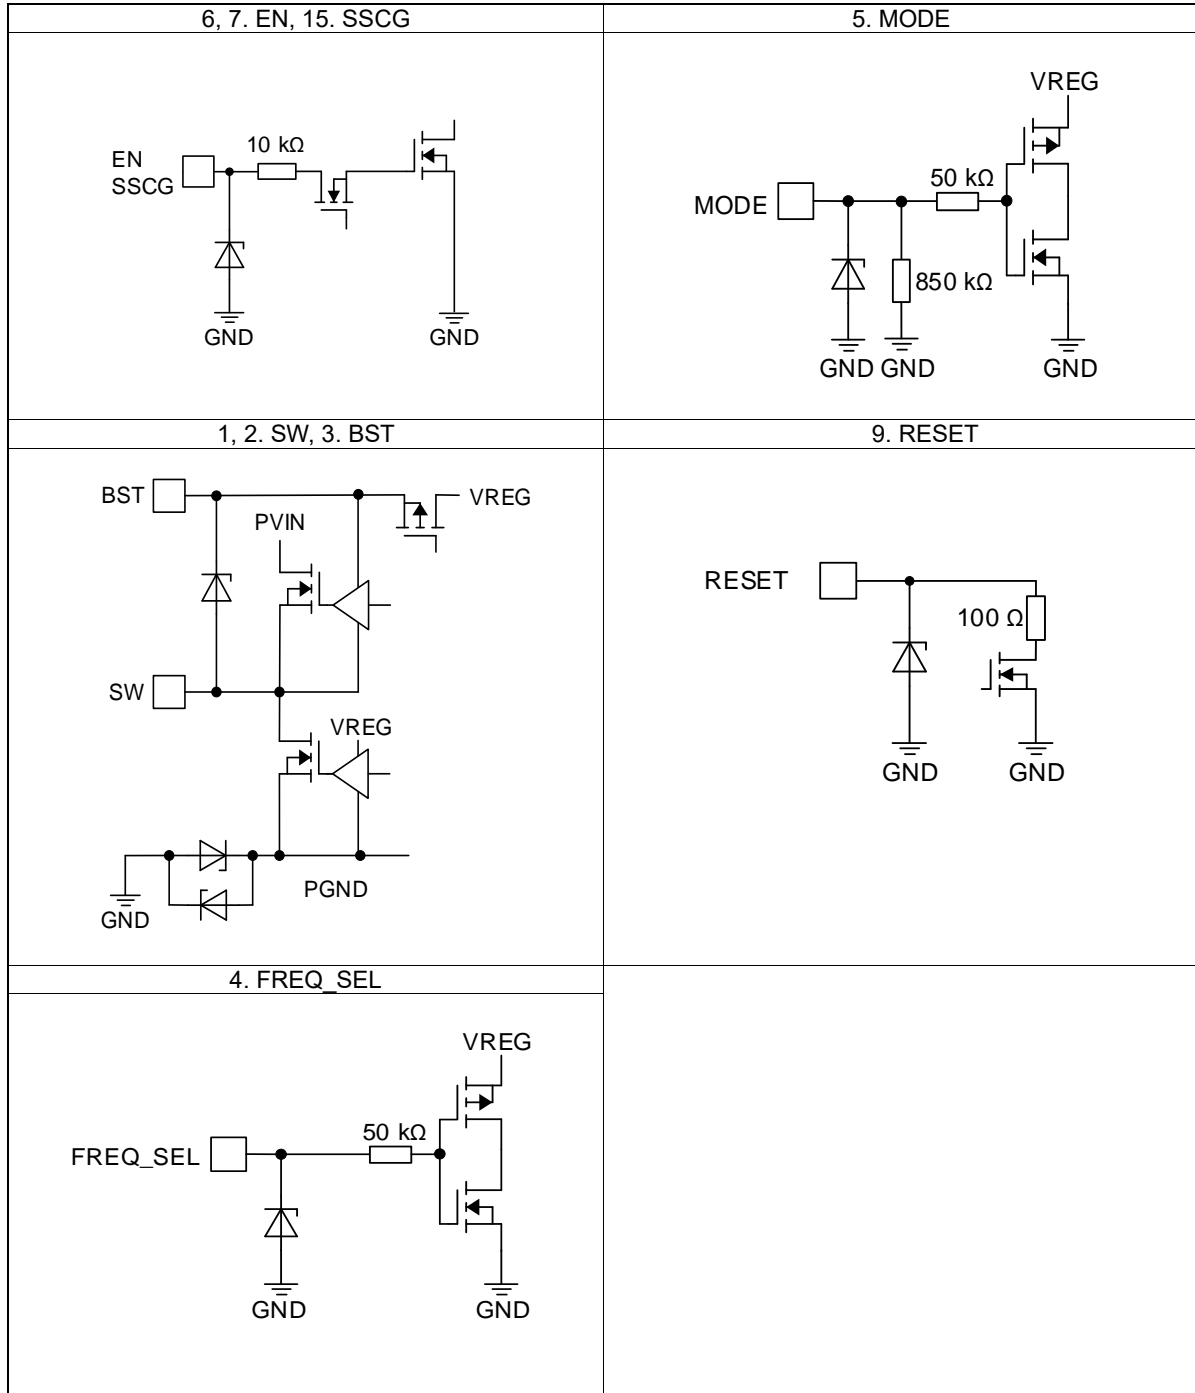 6, 7. EN, 15. SSCG
5. MODE
10 kΩ
EN
SSCG
GND
GND
VREG
50 kΩ
MODE
850 kΩ
GND
GND
GND
1, 2. SW, 3. BST
9. RESET
BST
VREG
PVIN
SW
VREG
PGND
GND
RESET
100 Ω
GND
GND
4. FREQ_SEL
VREG
50 kΩ
FREQ_SEL
GND
GND